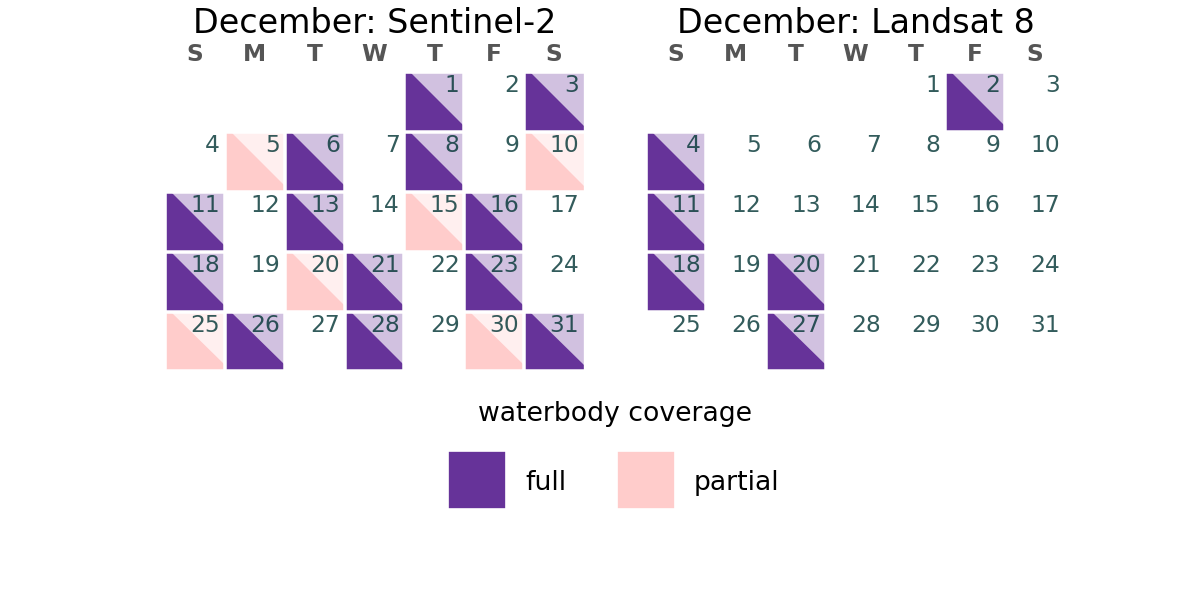 December: Sentinel-2
S M T W T F S
1 2 3
4 5 6 7 8 9 10
11 12 13 14 15 16 17
18 19 20 21 22 23 24
25 26 27 28 29 30 31
December: Landsat 8
S M T W T F S
1 2 3
4 5 6 7 8 9 10
11 12 13 14 15 16 17
18 19 20 21 22 23 24
25 26 27 28 29 30 31
waterbody coverage
full partial